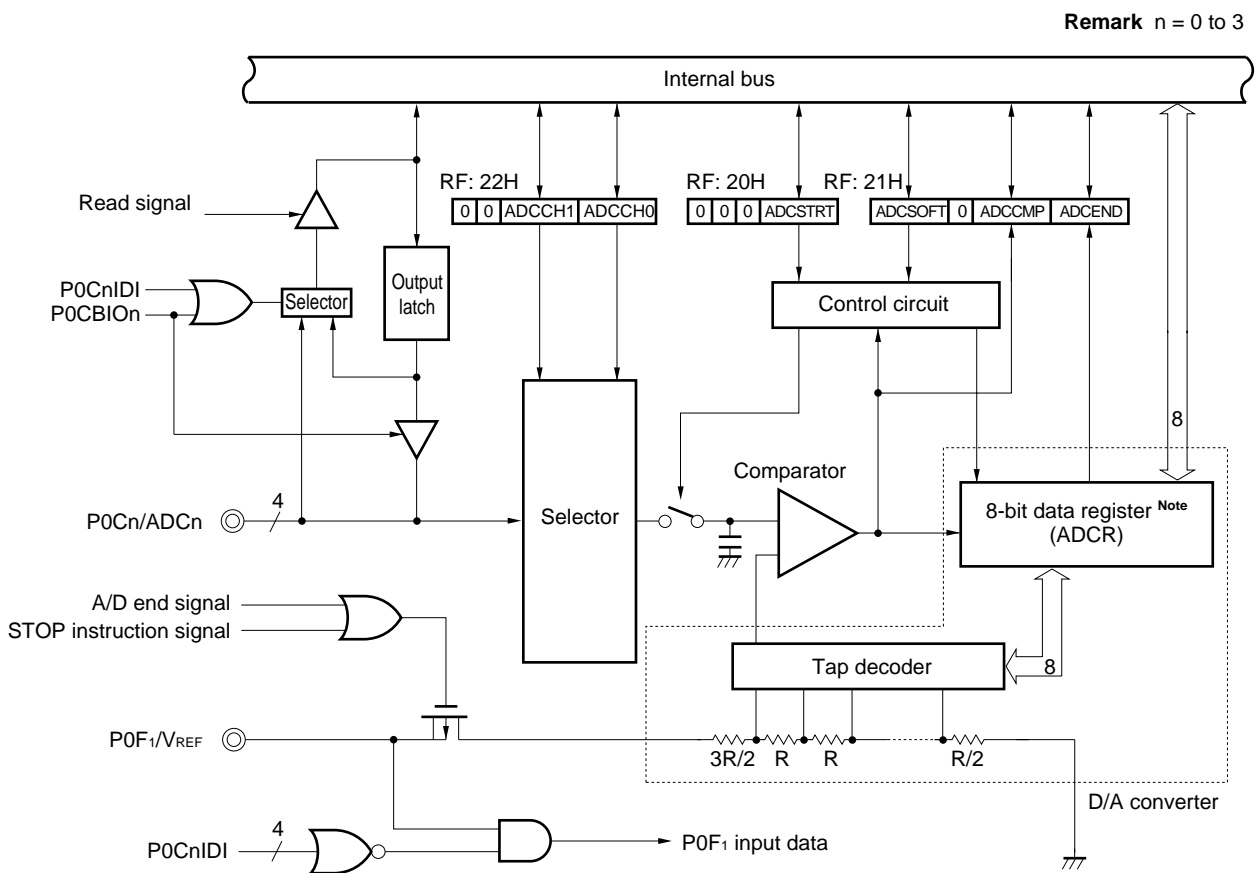 Remark n = 0 to 3
Internal bus
RF: 22H
RF: 20H
RF: 21H
Read signal
0 0 ADCCH1 ADCCH0
0 0 0 ADCSTRT
ADCSOFT 0 ADCCMP ADCEND
P0CnIDI
P0CBIOn
Selector
Output
latch
Control circuit
8
Comparator
P0Cn/ADCn
4
Selector
8-bit data register Note
(ADCR)
A/D end signal
STOP instruction signal
Tap decoder
8
P0F1/VREF
3R/2
R
R
R/2
D/A converter
P0CnIDI
4
P0F1 input data